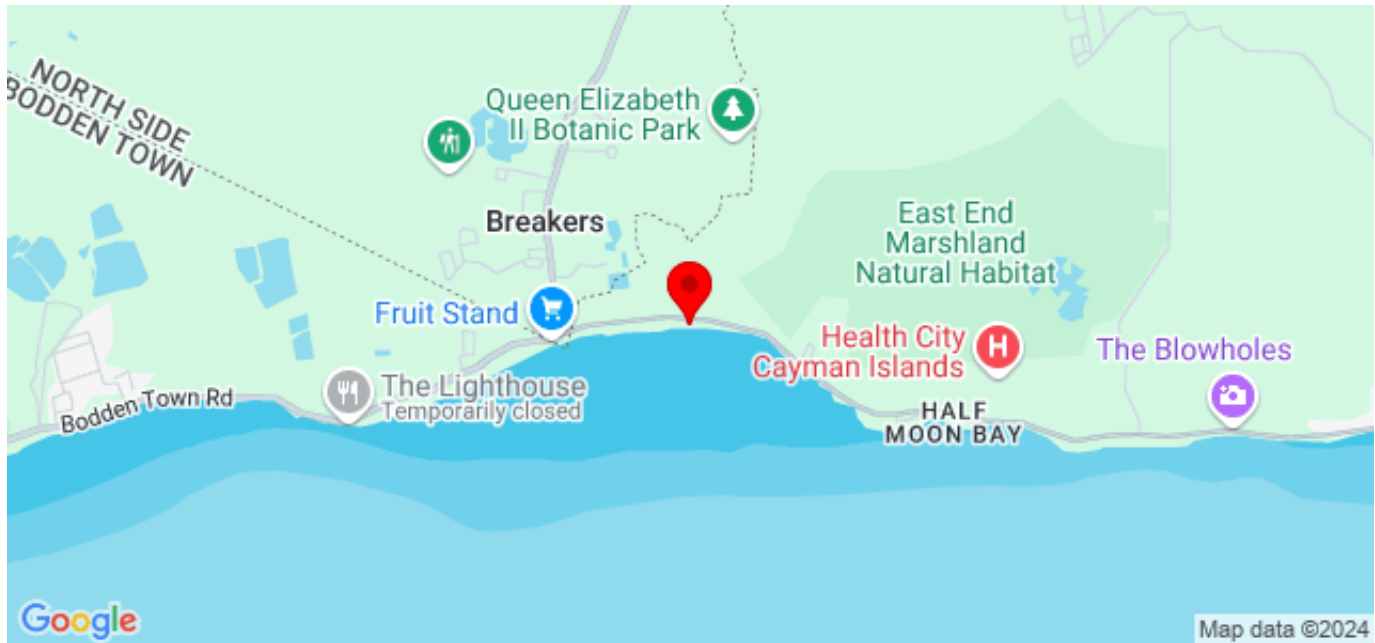 NORTH SIDE
BODDEN TOWN
Queen Elizabeth
II Botanic Park
Breakers
East End
Marshland
Natural Habitat
Fruit Stand
Health City
Cayman Islands
The Blowholes
The Lighthouse
Temporarily closed
Bodden Town Rd
HALF
MOON BAY
Google
Map data ©2024